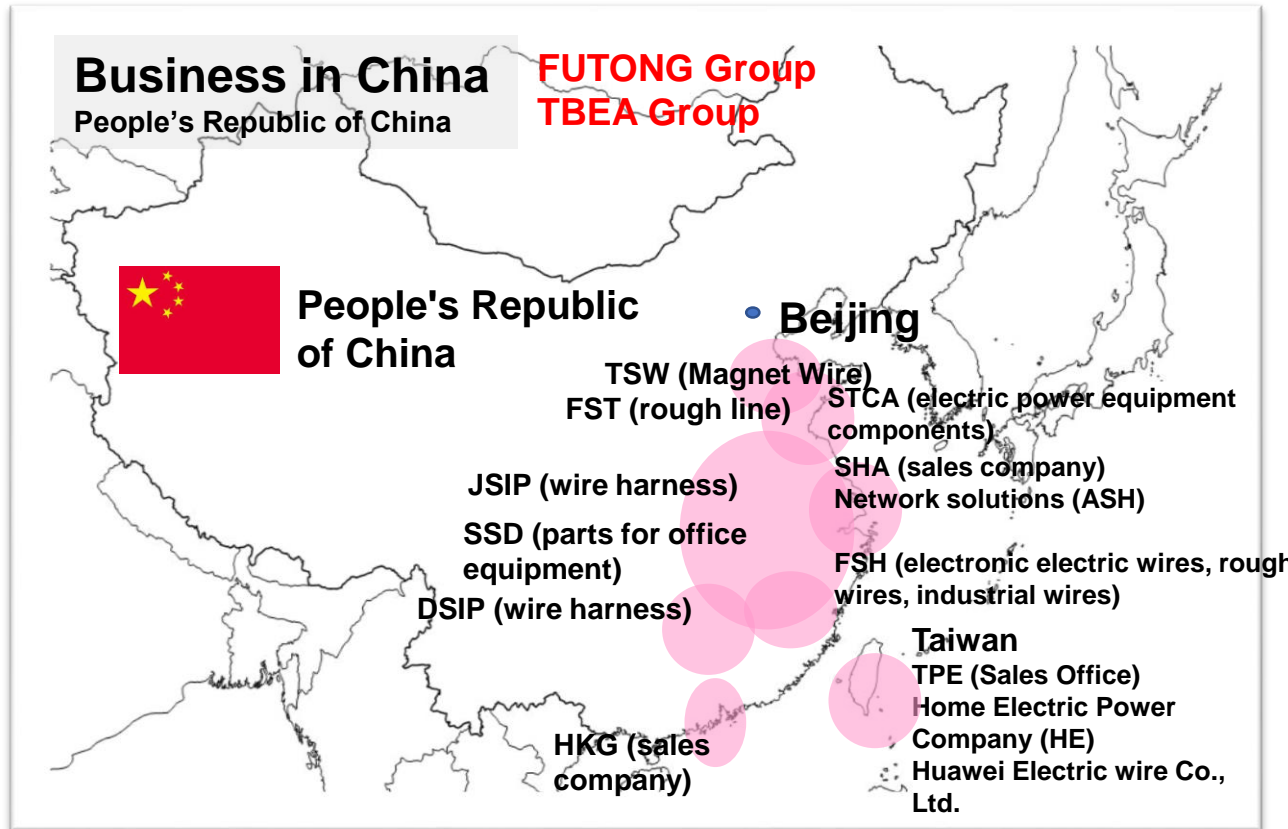 Business in China
People's Republic of China
FUTONG Group
TBEA Group
People's Republic
of China
Beijing
TSW (Magnet Wire)
FST (rough line)
STCA (electric power equipment
components)
JSIP (wire harness)
SHA (sales company)
Network solutions (ASH)
SSD (parts for office
equipment)
FSH (electronic electric wires, rough
wires, industrial wires)
DSIP (wire harness)
Taiwan
TPE (Sales Office)
Home Electric Power
Company (HE)
Huawei Electric wire Co.,
Ltd.
HKG (sales
company)